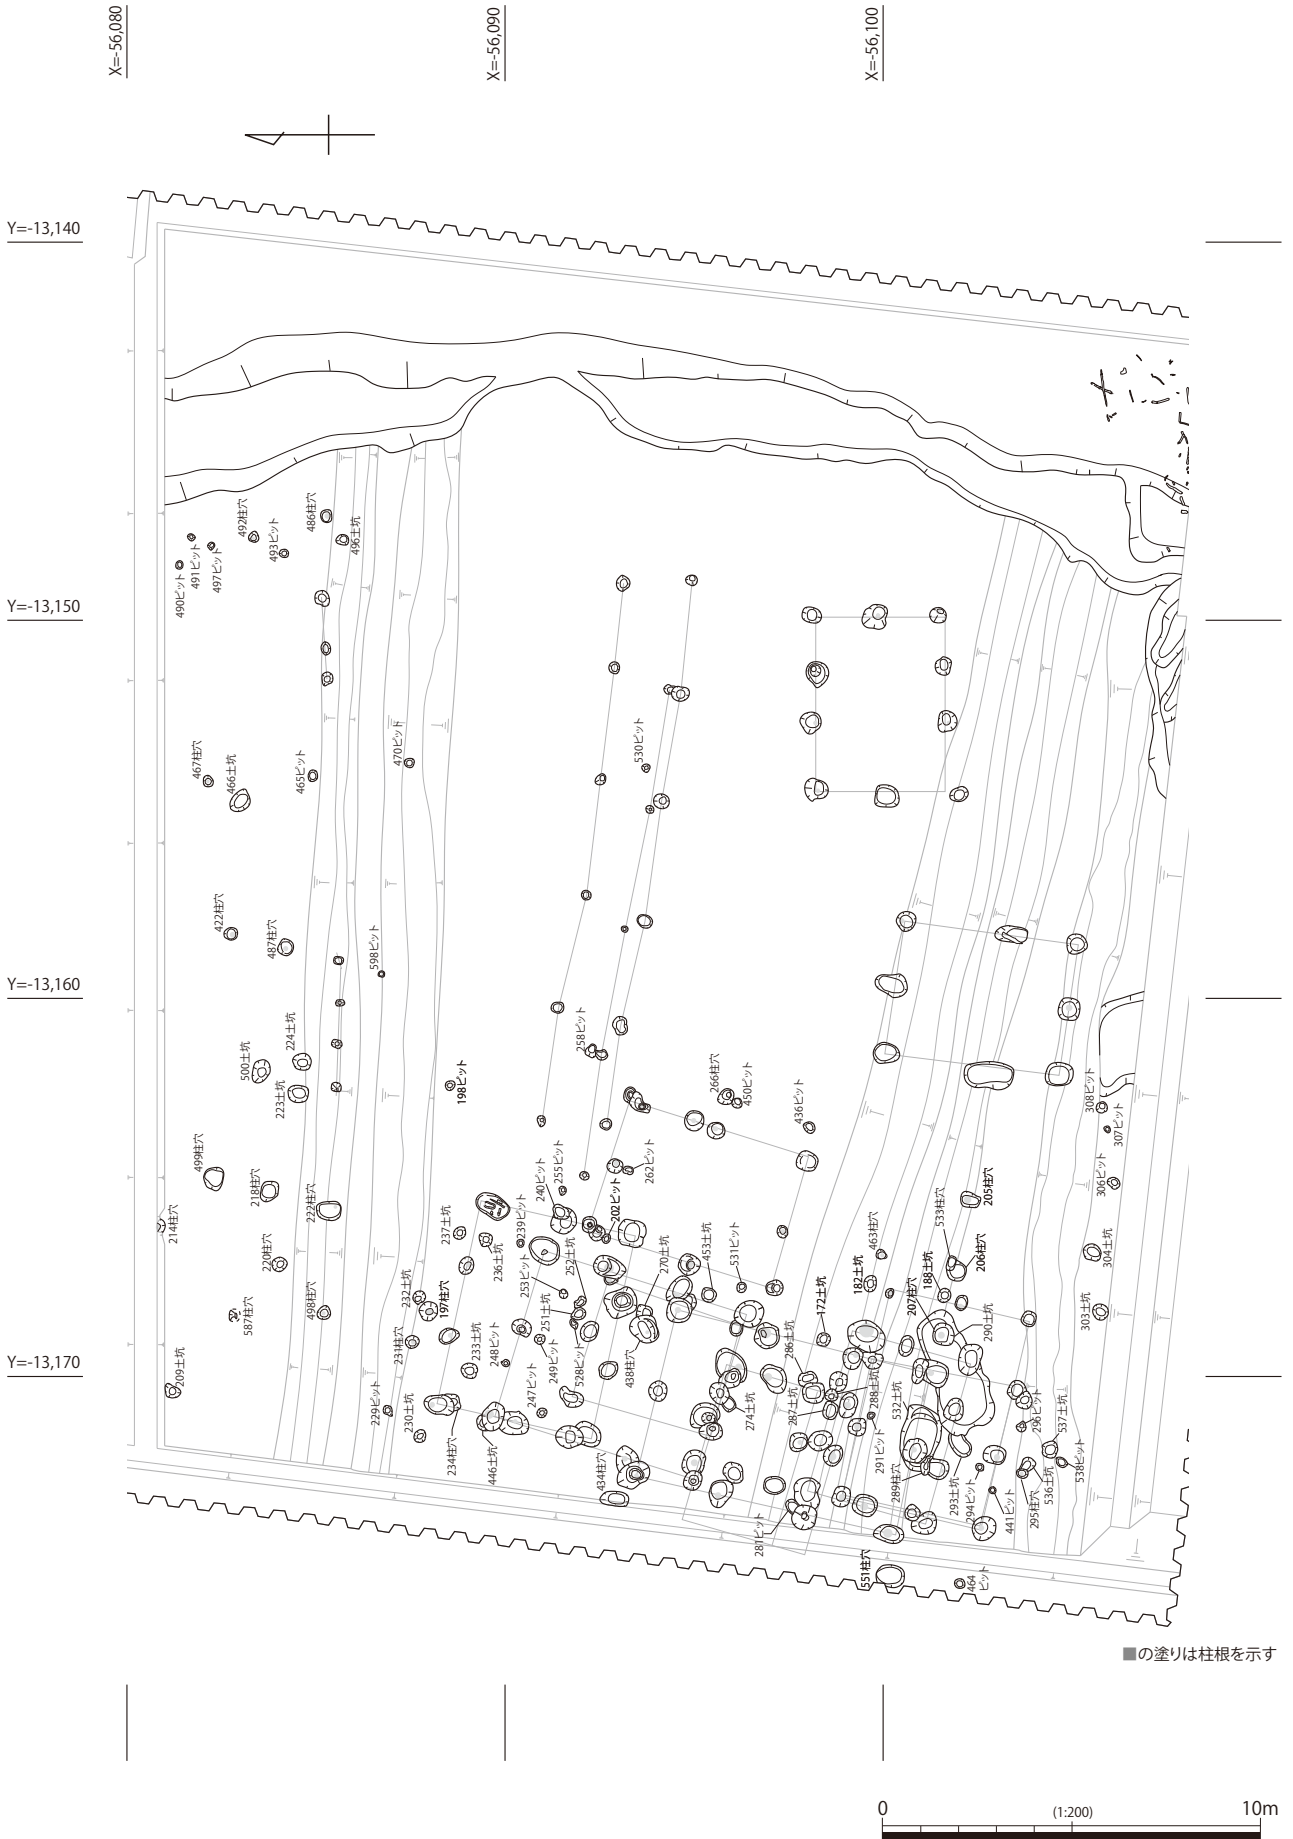 X=-56,080
X=-56,090
X=-56,100
Y=-13,140
Y=-13,150
Y=-13,160
Y=-13,170
490ピット
491ピット
497ピット
492柱穴
493ピット
486柱穴
496土坑
467柱穴
466土坑
465ピット
470ピット
530ピット
422柱穴
487柱穴
598ピット
500土坑
224土坑
223土坑
198ピット
258ピット
266柱穴
450ピット
436ピット
308ピット
307ピット
306ピット
499柱穴
218柱穴
222柱穴
214柱穴
220柱穴
237土坑
236土坑
239ピット
240ピット
255ピット
202ピット
262ピット
205柱穴
533柱穴
206柱穴
463柱穴
304土坑
303土坑
587柱穴
498柱穴
232土坑
197柱穴
253ピット
252土坑
251土坑
270土坑
453土坑
531ピット
172土坑
182土坑
188土坑
207柱穴
290土坑
209土坑
231柱穴
233土坑
248ピット
249ピット
528ピット
438柱穴
286土坑
287土坑
288土坑
229ピット
230土坑
234柱穴
446土坑
247ピット
434柱穴
274土坑
291ピット
532土坑
289柱穴
293土坑
294ピット
296ピット
537土坑
538ピット
536土坑
295柱穴
441ピット
281ピット
551柱穴
464
ピット
■の塗りは柱根を示す
0
(1:200)
10m